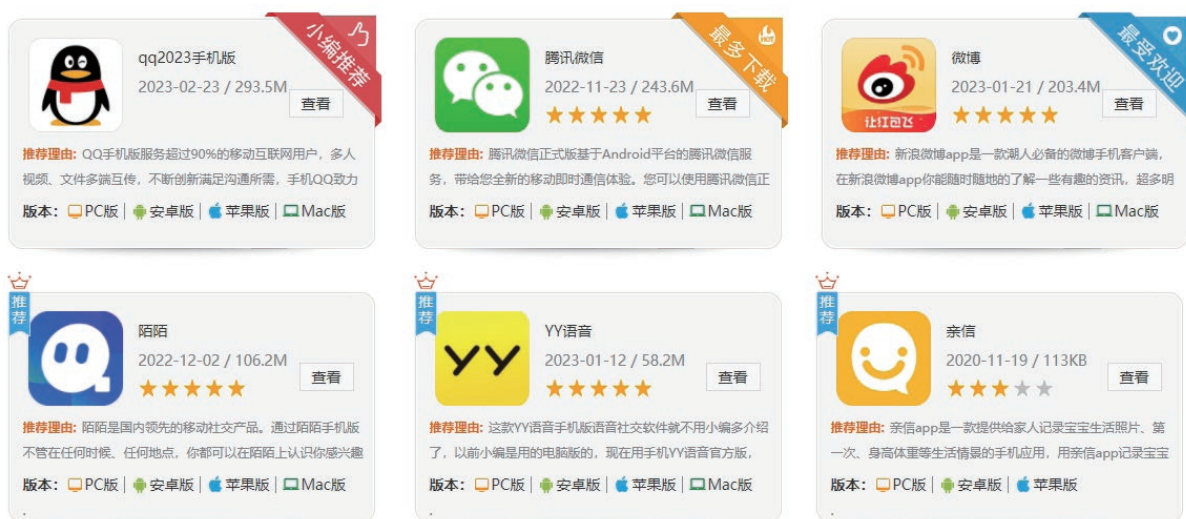 qq2023手机版
小编推荐
2023-02-23 / 293.5M
查看
推荐理由: QQ手机版服务超过90%的移动互联网用户，多人
视频、文件多端互传，不断创新满足沟通所需，手机QQ致力
版本： PC版 | 安卓版 | 苹果版 | Mac版
腾讯微信
最多下载
HOT
2022-11-23 / 243.6M
查看
推荐理由: 腾讯微信正式版基于Android平台的腾讯微信服
务，带给您全新的移动即时通信体验。您可以使用腾讯微信正
版本： PC版 | 安卓版 | 苹果版 | Mac版
微博
最受欢迎
让红包飞
2023-01-21 / 203.4M
查看
推荐理由: 新浪微博app是一款潮人必备的微博手机客户端，
在新浪微博app你能随时随地的了解一些有趣的资讯，超多明
版本： PC版 | 安卓版 | 苹果版 | Mac版
推荐
陌陌
2022-12-02 / 106.2M
查看
推荐理由: 陌陌是国内领先的移动社交产品。通过陌陌手机版
不管在任何时候、任何地点，你都可以在陌陌上认识你感兴趣
版本： PC版 | 安卓版 | 苹果版 | Mac版
推荐
YY
YY语音
2023-01-12 / 58.2M
查看
推荐理由: 这款YY语音手机版语音社交软件就不用小编多介绍
了，以前小编是用的电脑版的，现在用手机YY语音官方版，
版本： PC版 | 安卓版 | 苹果版 | Mac版
推荐
亲信
2020-11-19 / 113KB
查看
推荐理由: 亲信app是一款提供给家人记录宝宝生活照片、第
一次、身高体重等生活情景的手机应用，用亲信app记录宝宝
版本： PC版 | 安卓版 | 苹果版